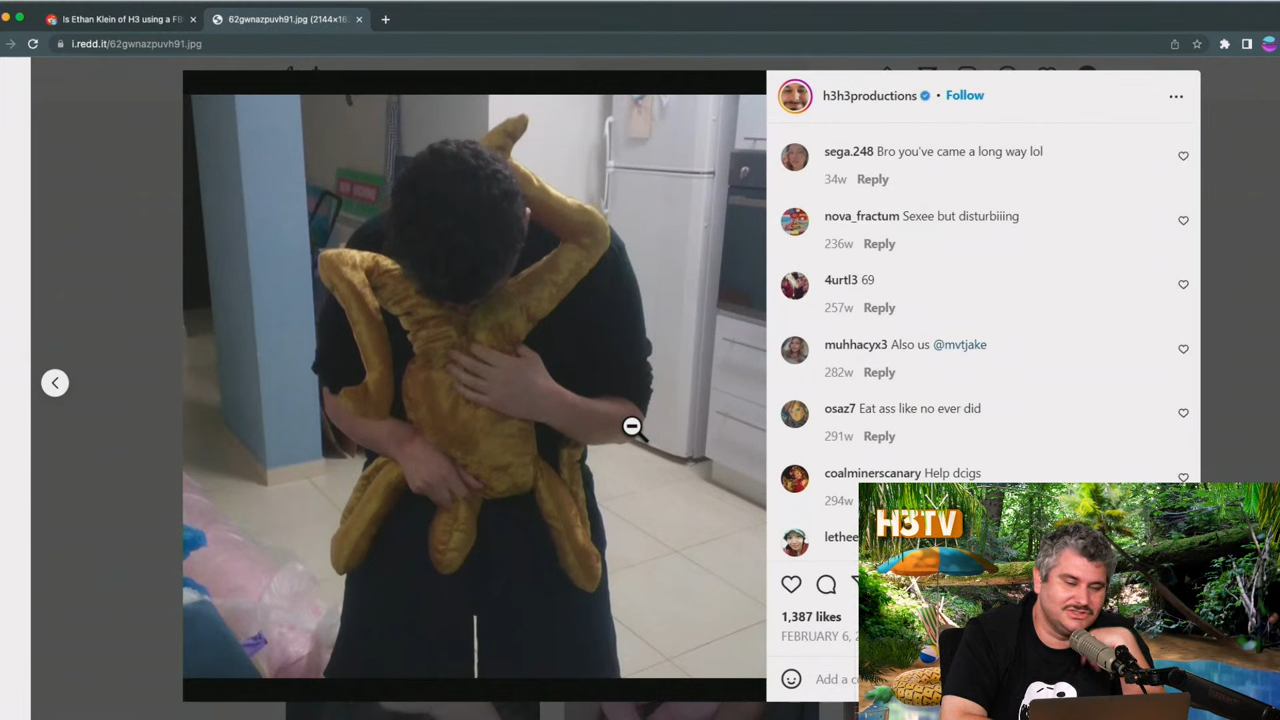 Is Ethan Klein of H3 using a FB
62gwnazpuvh91.jpg (2144×16
i.redd.it/62gwnazpuvh91.jpg
h3h3productions • Follow
sega.248 Bro you've came a long way lol
34w Reply
nova_fractum Sexee but disturbiiing
236w Reply
4urtl3 69
257w Reply
muhhacyx3 Also us @mvtjake
282w Reply
osaz7 Eat ass like no ever did
291w Reply
coalminerscanary Help dcigs
294w
lethee
1,387 likes
FEBRUARY 6,
Add a c
H3TV